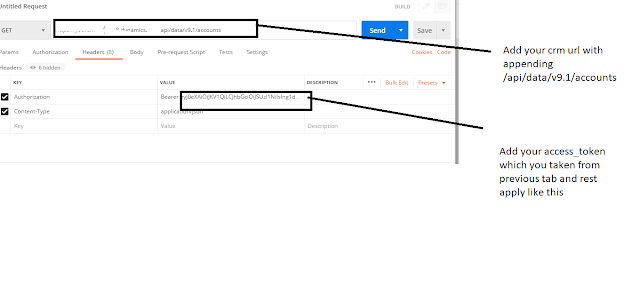 Untitled Request
BUILD
GET
dynamics. api/data/v9.1/accounts
Send
Save
Params
Authorization
Headers (8)
Body
Pre-request Script
Tests
Settings
Cookies
Code
Headers
6 hidden
KEY
VALUE
DESCRIPTION
Bulk Edit
Presets
Authorization
Bearer
Content-Type
application/json
Key
Value
Description
Add your crm url with
appending
/api/data/v9.1/accounts
Add your access_token
which you taken from
previous tab and rest
apply like this